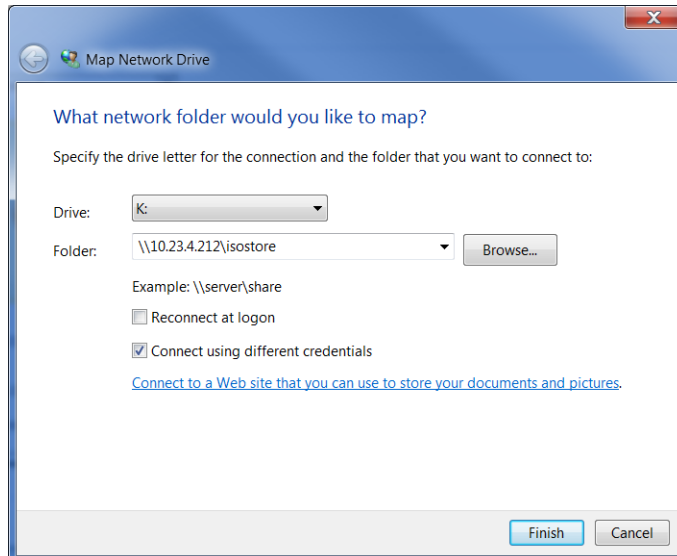 Map Network Drive
What network folder would you like to map?
Specify the drive letter for the connection and the folder that you want to connect to:
Drive: K:
Folder: \\10.23.4.212\isostore Browse...
Example: \\server\share
Reconnect at logon
Connect using different credentials
Connect to a Web site that you can use to store your documents and pictures.
Finish Cancel